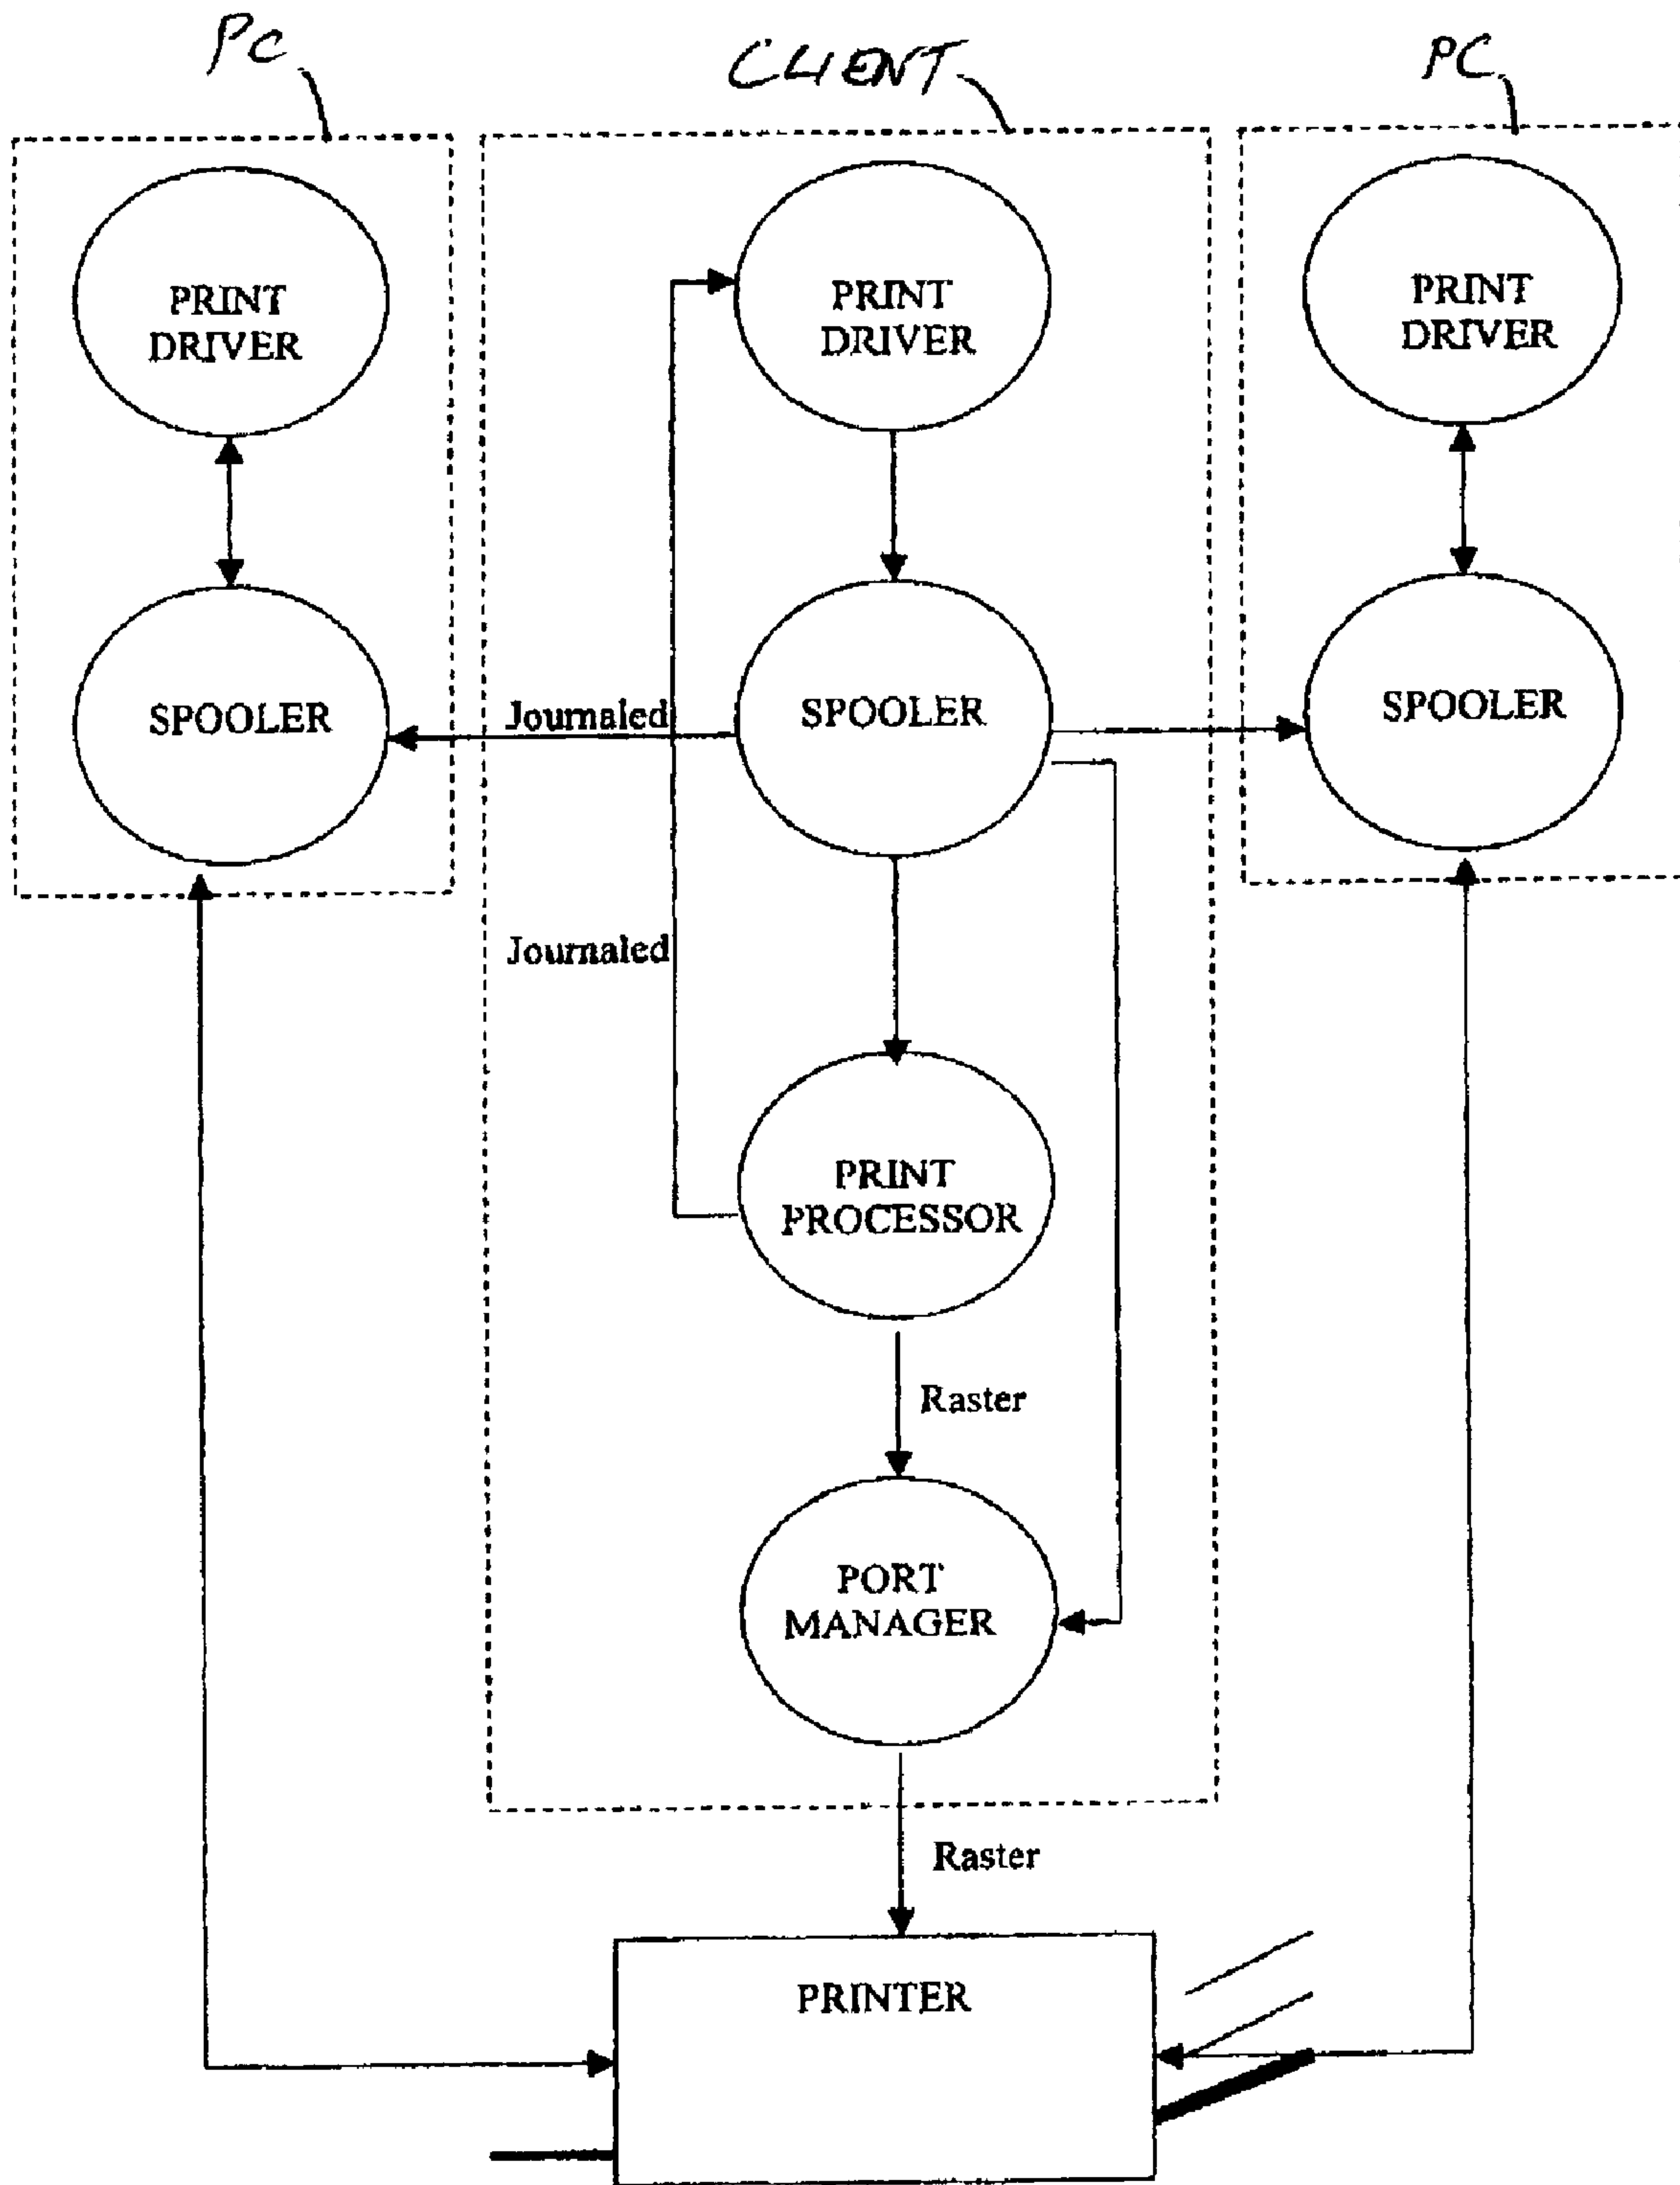 PC
CLIENT
PC
PRINT
DRIVER
PRINT
DRIVER
PRINT
DRIVER
SPOOLER
Journaled
SPOOLER
SPOOLER
Journaled
PRINT
PROCESSOR
Raster
PORT
MANAGER
Raster
PRINTER